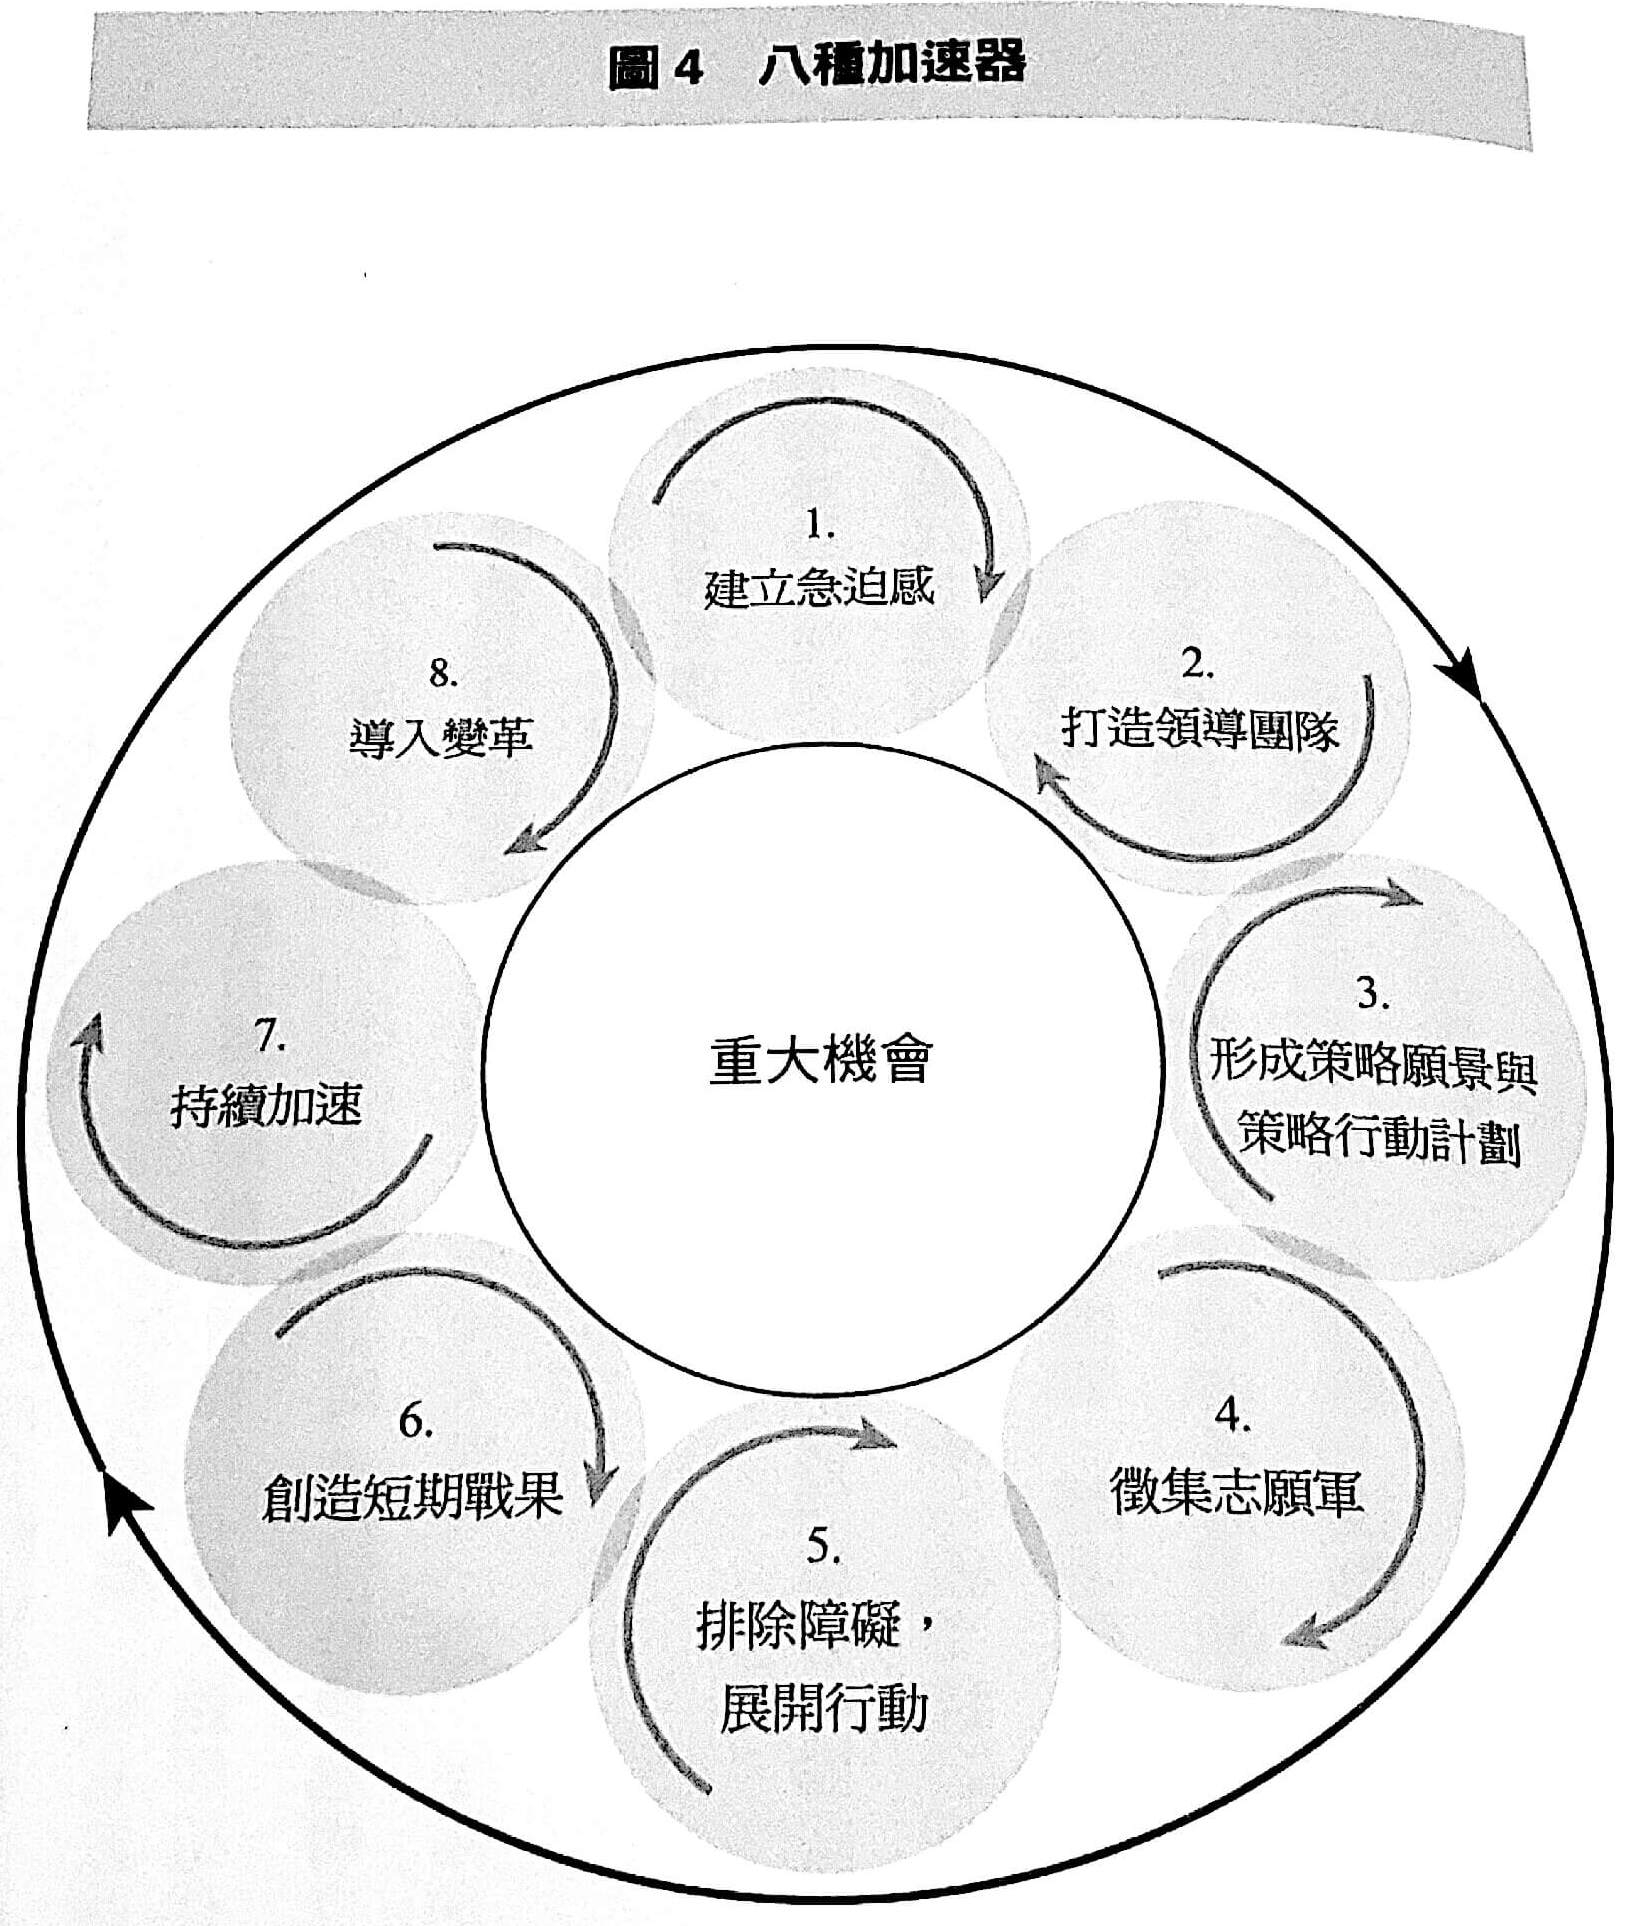 圖4 八種加速器
1.
建立急迫感
2.
打造領導團隊
3.
形成策略願景與
策略行動計劃
4.
徵集志願軍
5.
排除障礙，
展開行動
6.
創造短期戰果
7.
持續加速
8.
導入變革
重大機會